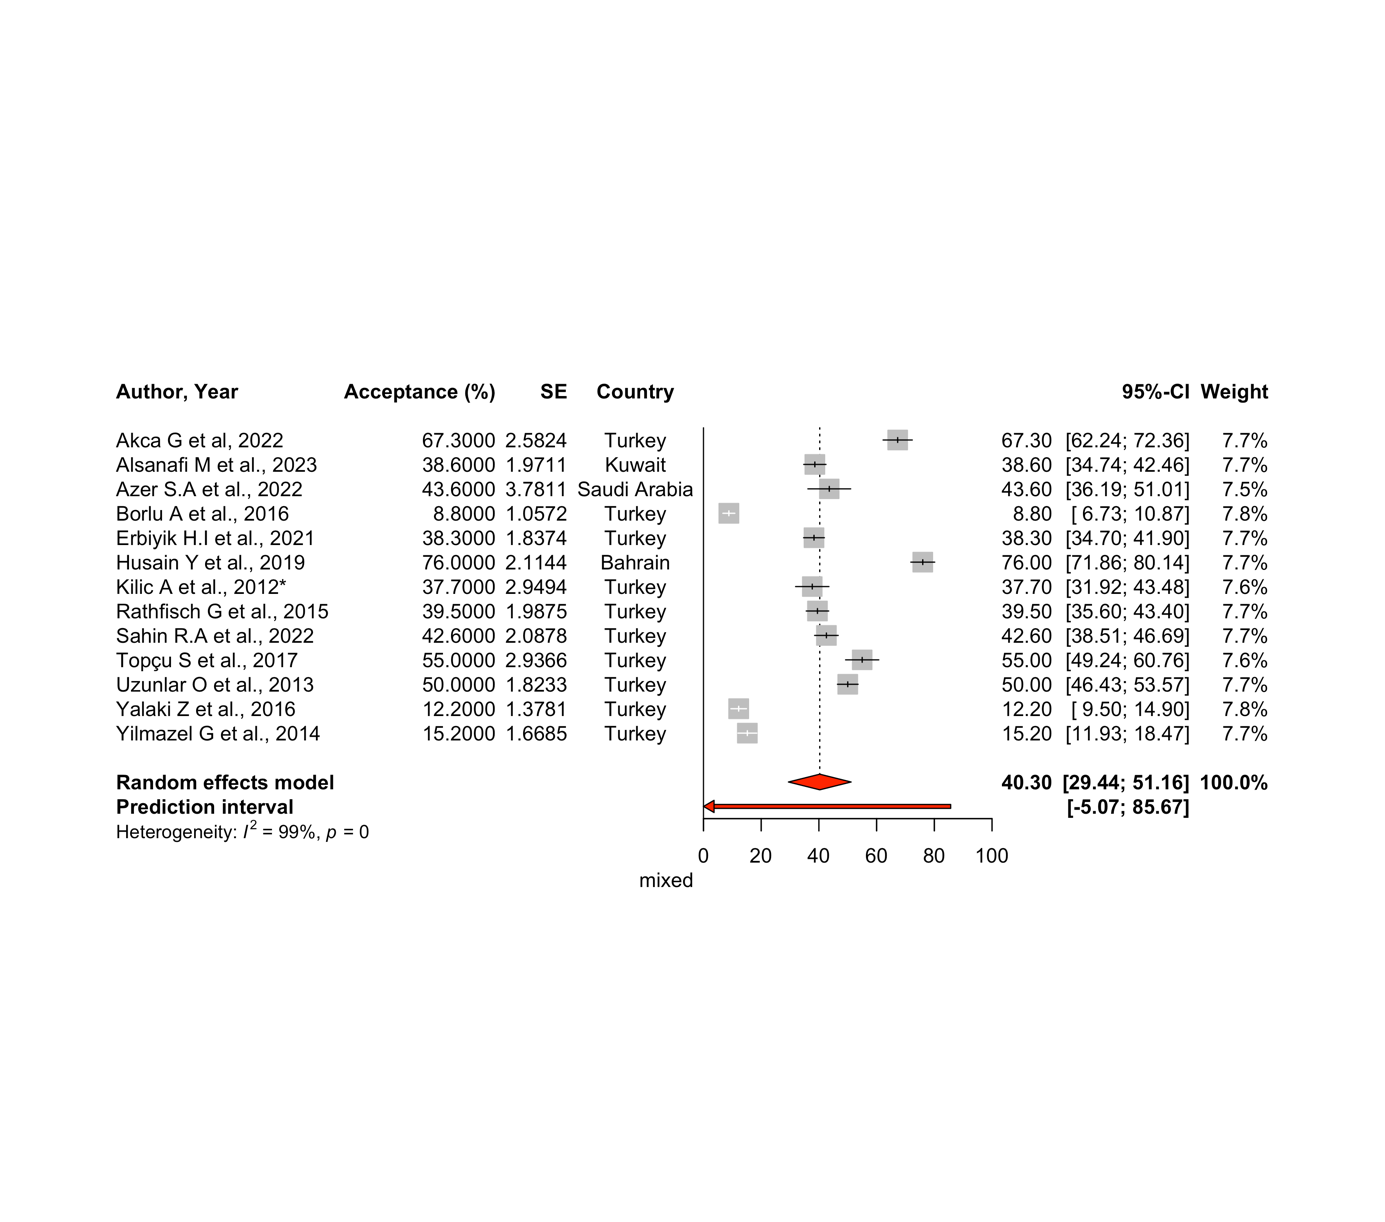 Author, Year Acceptance (%) SE Country 95%-CI Weight
Akca G et al, 2022 67.3000 2.5824 Turkey 67.30 [62.24; 72.36] 7.7%
Alsanafi M et al., 2023 38.6000 1.9711 Kuwait 38.60 [34.74; 42.46] 7.7%
Azer S.A et al., 2022 43.6000 3.7811 Saudi Arabia 43.60 [36.19; 51.01] 7.5%
Borlu A et al., 2016 8.8000 1.0572 Turkey 8.80 [ 6.73; 10.87] 7.8%
Erbiyik H.I et al., 2021 38.3000 1.8374 Turkey 38.30 [34.70; 41.90] 7.7%
Husain Y et al., 2019 76.0000 2.1144 Bahrain 76.00 [71.86; 80.14] 7.7%
Kilic A et al., 2012* 37.7000 2.9494 Turkey 37.70 [31.92; 43.48] 7.6%
Rathfisch G et al., 2015 39.5000 1.9875 Turkey 39.50 [35.60; 43.40] 7.7%
Sahin R.A et al., 2022 42.6000 2.0878 Turkey 42.60 [38.51; 46.69] 7.7%
Topçu S et al., 2017 55.0000 2.9366 Turkey 55.00 [49.24; 60.76] 7.6%
Uzunlar O et al., 2013 50.0000 1.8233 Turkey 50.00 [46.43; 53.57] 7.7%
Yalaki Z et al., 2016 12.2000 1.3781 Turkey 12.20 [ 9.50; 14.90] 7.8%
Yilmazel G et al., 2014 15.2000 1.6685 Turkey 15.20 [11.93; 18.47] 7.7%
Random effects model 40.30 [29.44; 51.16] 100.0%
Prediction interval [-5.07; 85.67]
Heterogeneity: I² = 99%, p = 0
0 20 40 60 80 100
mixed